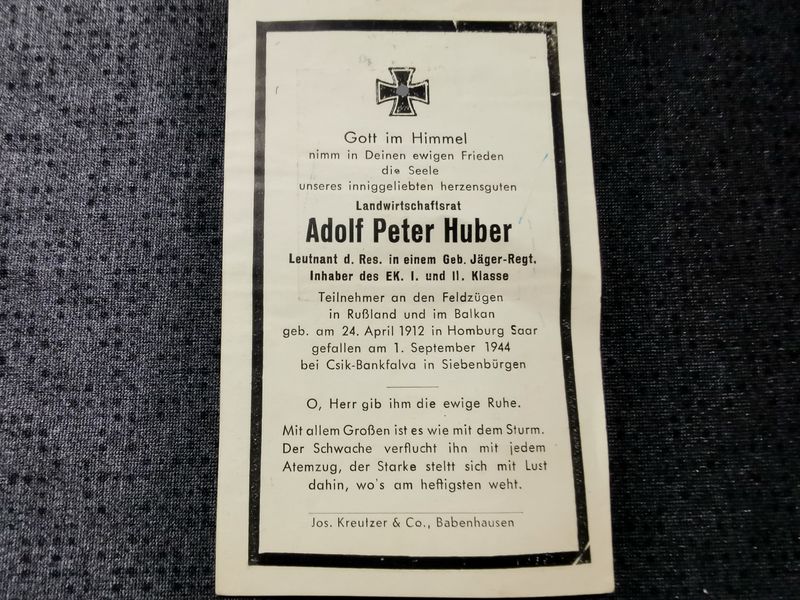 Gott im Himmel
nimm in Deinen ewigen Frieden
die Seele
unseres inniggeliebten herzensguten
Landwirtschaftsrat
Adolf Peter Huber
Leutnant d. Res. in einem Geb. Jäger-Regt.
Inhaber des EK. I. und II. Klasse
Teilnehmer an den Feldzügen
in Rußland und im Balkan
geb. am 24. April 1912 in Homburg Saar
gefallen am 1. September 1944
bei Csik-Bankfalva in Siebenbürgen
O, Herr gib ihm die ewige Ruhe.
Mit allem Großen ist es wie mit dem Sturm.
Der Schwache verflucht ihn mit jedem
Atemzug, der Starke steltt sich mit Lust
dahin, wo's am heftigsten weht.
Jos. Kreutzer & Co., Babenhausen